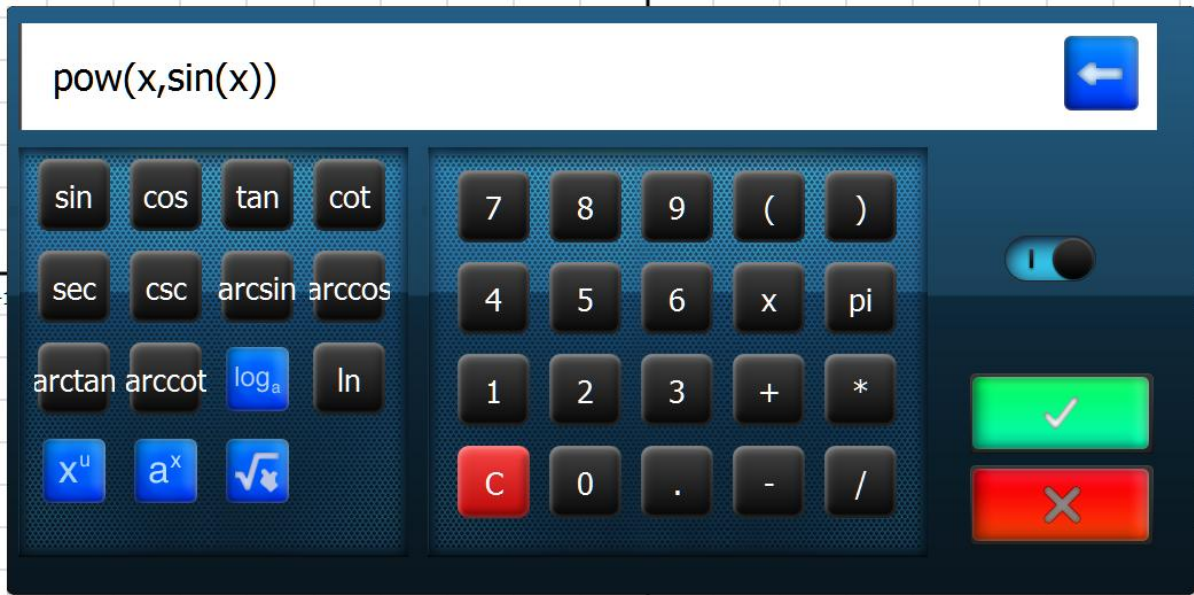 pow(x,sin(x))
sin cos tan cot
sec csc arcsin arccos
arctan arccot logₐ ln
xᵘ aˣ √x
7 8 9 ( )
4 5 6 x pi
1 2 3 + *
C 0 . - /